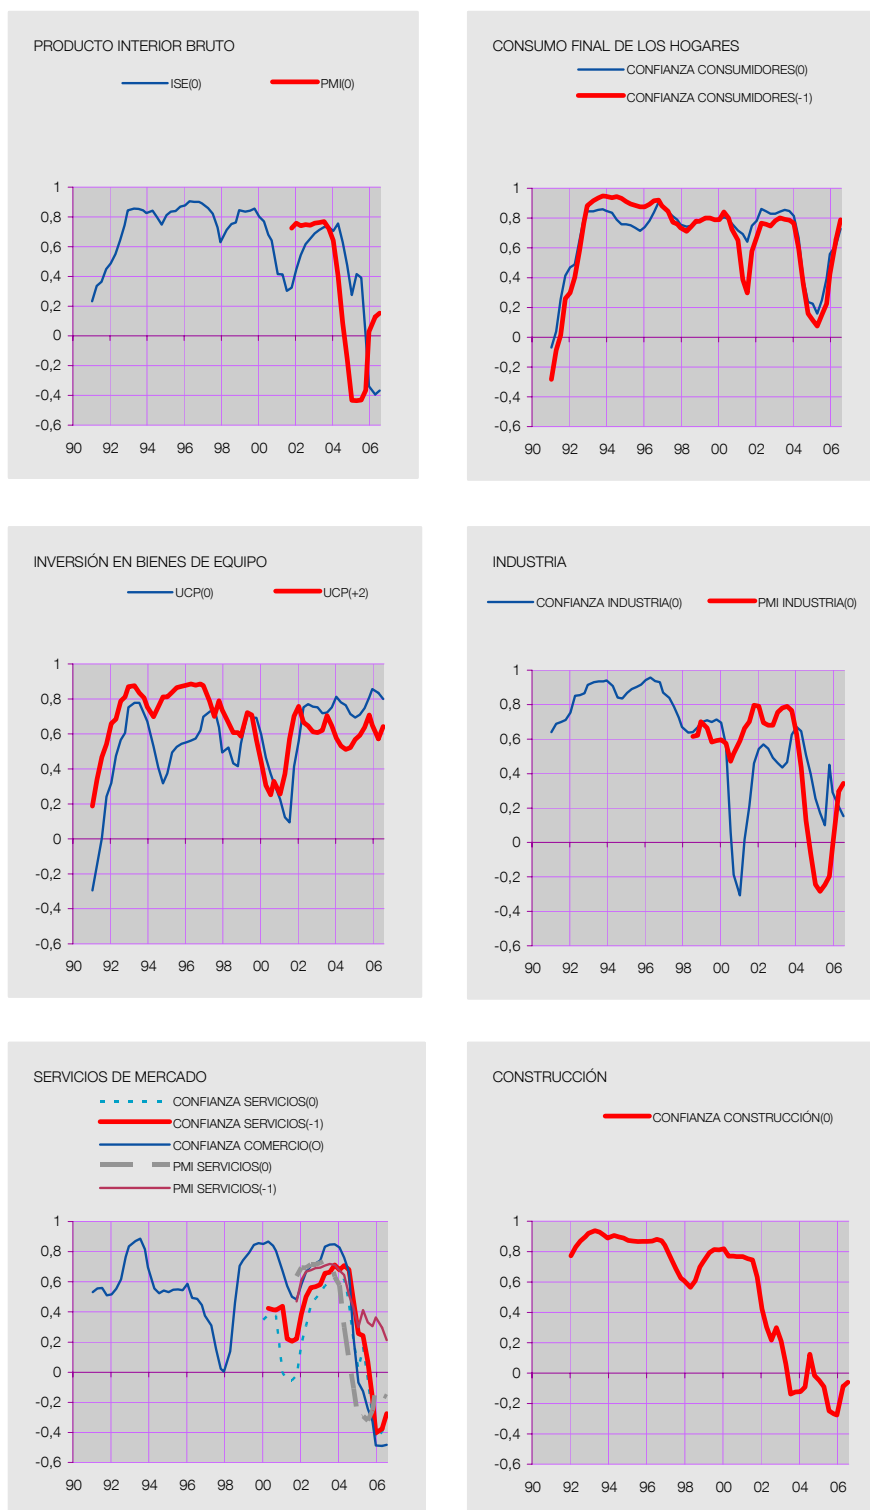 PRODUCTO INTERIOR BRUTO
ISE(0) PMI(0)
1
0,8
0,6
0,4
0,2
0
-0,2
-0,4
-0,6
90 92 94 96 98 00 02 04 06
CONSUMO FINAL DE LOS HOGARES
CONFIANZA CONSUMIDORES(0)
CONFIANZA CONSUMIDORES(-1)
1
0,8
0,6
0,4
0,2
0
-0,2
-0,4
-0,6
90 92 94 96 98 00 02 04 06
INVERSIÓN EN BIENES DE EQUIPO
UCP(0) UCP(+2)
1
0,8
0,6
0,4
0,2
0
-0,2
-0,4
-0,6
90 92 94 96 98 00 02 04 06
INDUSTRIA
CONFIANZA INDUSTRIA(0) PMI INDUSTRIA(0)
1
0,8
0,6
0,4
0,2
0
-0,2
-0,4
-0,6
90 92 94 96 98 00 02 04 06
SERVICIOS DE MERCADO
CONFIANZA SERVICIOS(0)
CONFIANZA SERVICIOS(-1)
CONFIANZA COMERCIO(O)
PMI SERVICIOS(0)
PMI SERVICIOS(-1)
1
0,8
0,6
0,4
0,2
0
-0,2
-0,4
-0,6
90 92 94 96 98 00 02 04 06
CONSTRUCCIÓN
CONFIANZA CONSTRUCCIÓN(0)
1
0,8
0,6
0,4
0,2
0
-0,2
-0,4
-0,6
90 92 94 96 98 00 02 04 06